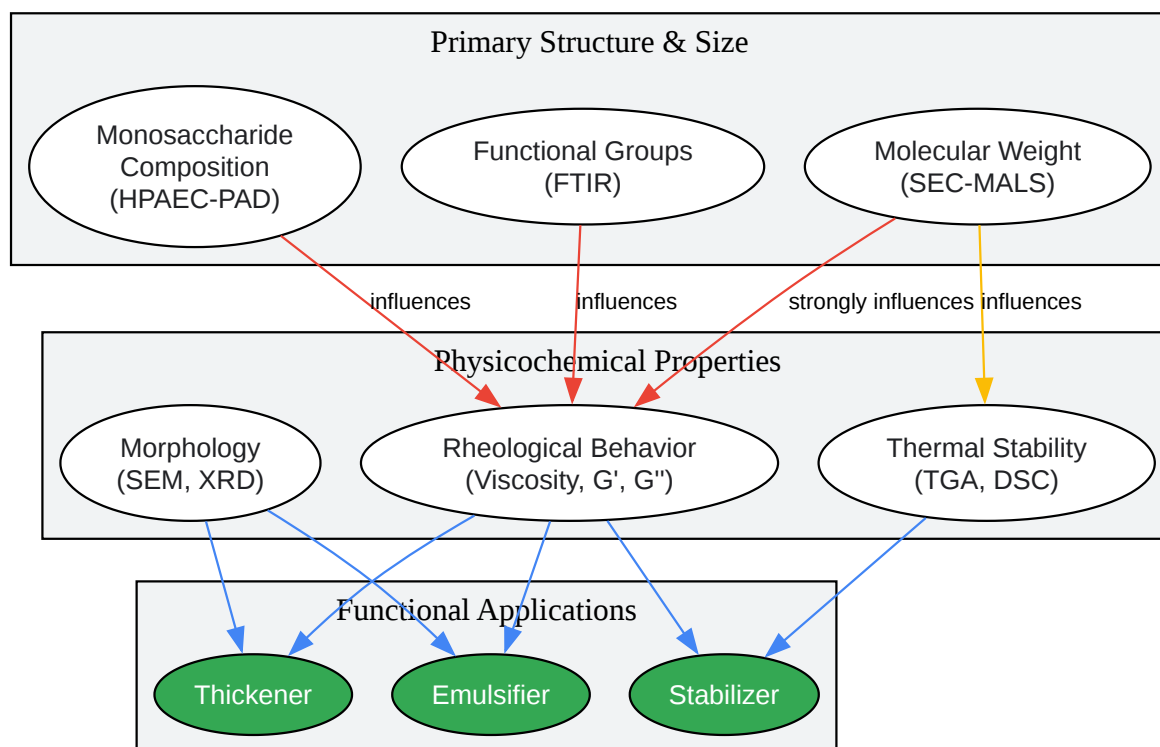 Primary Structure & Size
Monosaccharide
Composition
(HPAEC-PAD)
Functional Groups
(FTIR)
Molecular Weight
(SEC-MALS)
influences
influences
strongly influences
influences
Physicochemical Properties
Morphology
(SEM, XRD)
Rheological Behavior
(Viscosity, G', G'')
Thermal Stability
(TGA, DSC)
Functional Applications
Thickener
Emulsifier
Stabilizer